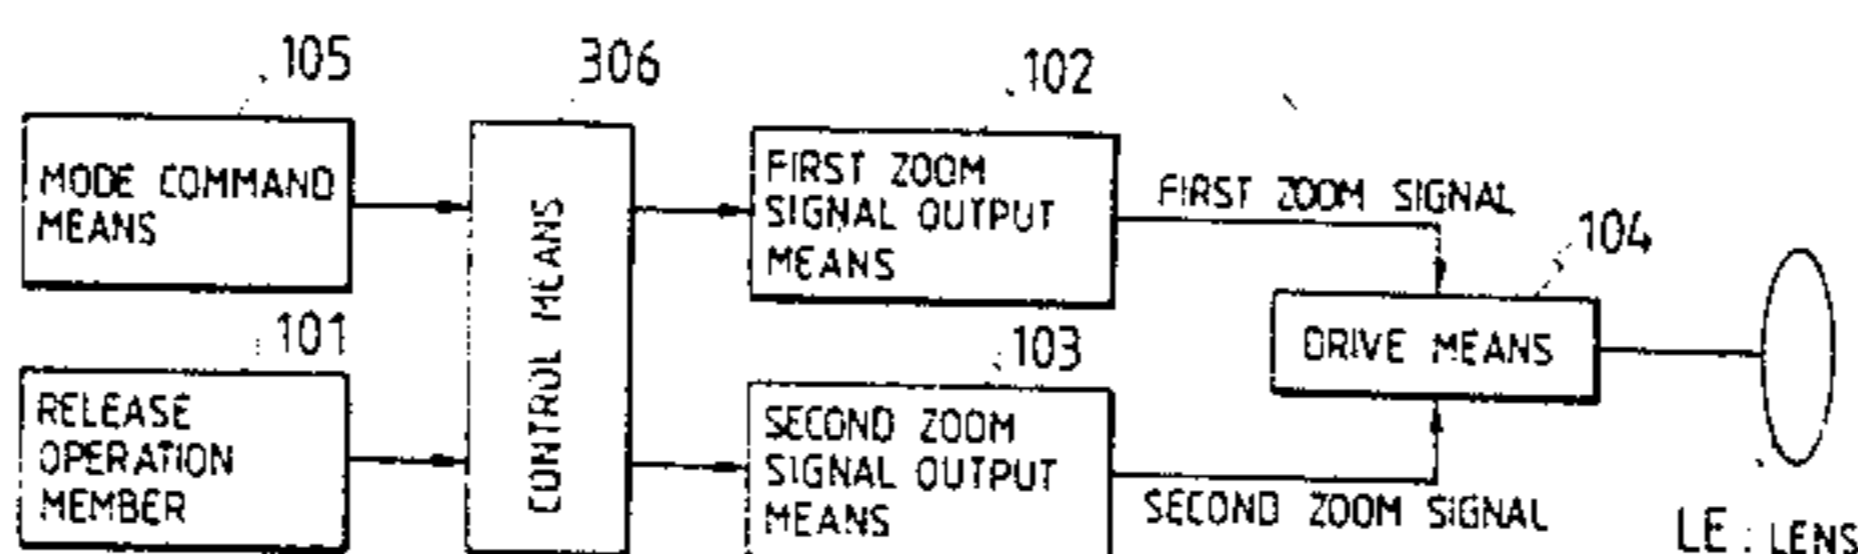 105
306
102
MODE COMMAND
MEANS
CONTROL MEANS
FIRST ZOOM
SIGNAL OUTPUT
MEANS
FIRST ZOOM SIGNAL
104
DRIVE MEANS
101
RELEASE
OPERATION
MEMBER
103
SECOND ZOOM
SIGNAL OUTPUT
MEANS
SECOND ZOOM SIGNAL
LE : LENS